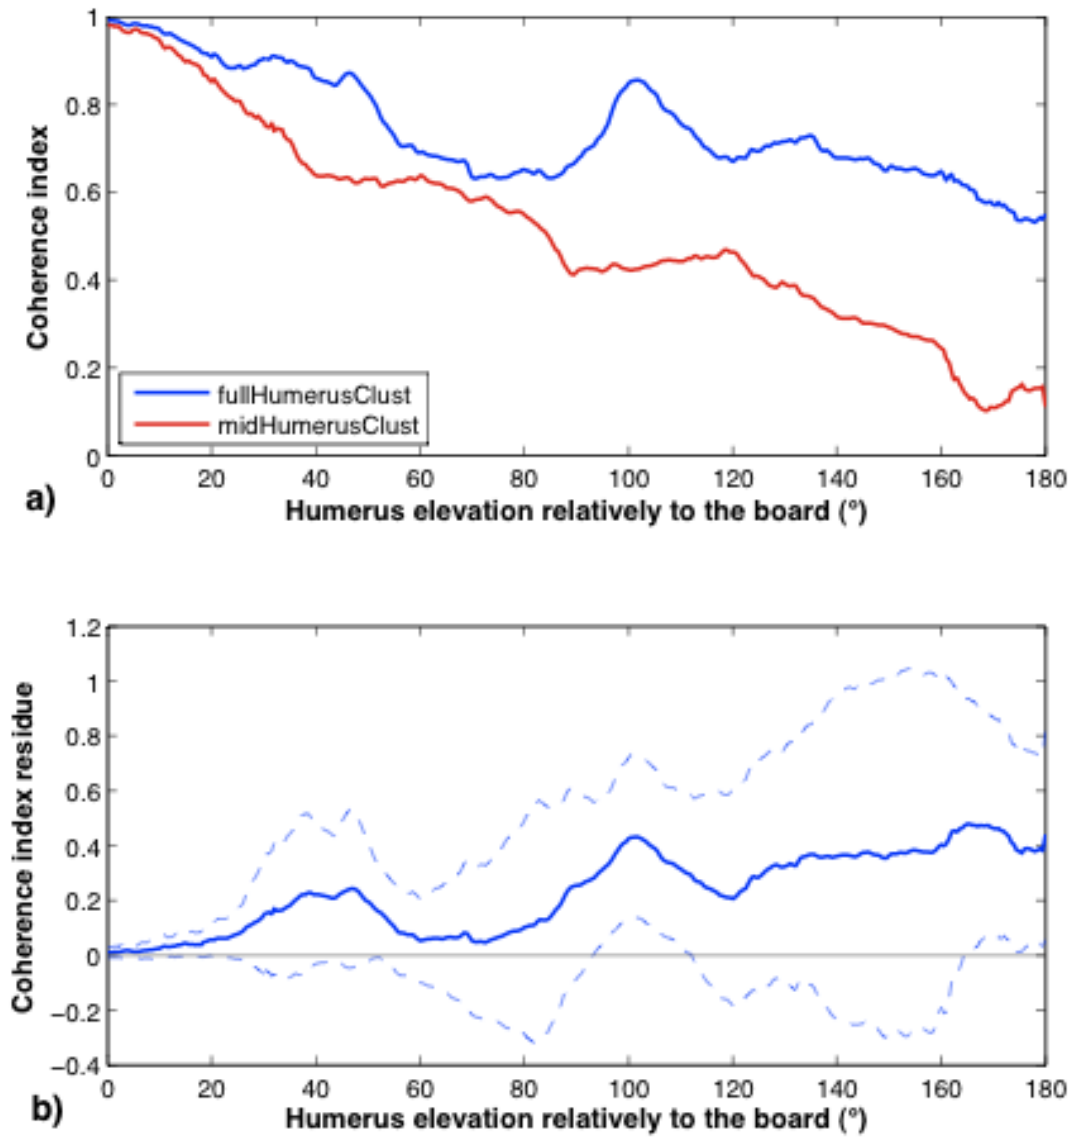 1
0.8
0.6
0.4
0.2
0
Coherence index
fullHumerusClust
midHumerusClust
0 20 40 60 80 100 120 140 160 180
a)
Humerus elevation relatively to the board (°)
1.2
1
0.8
0.6
0.4
0.2
0
−0.2
−0.4
Coherence index residue
0 20 40 60 80 100 120 140 160 180
b)
Humerus elevation relatively to the board (°)